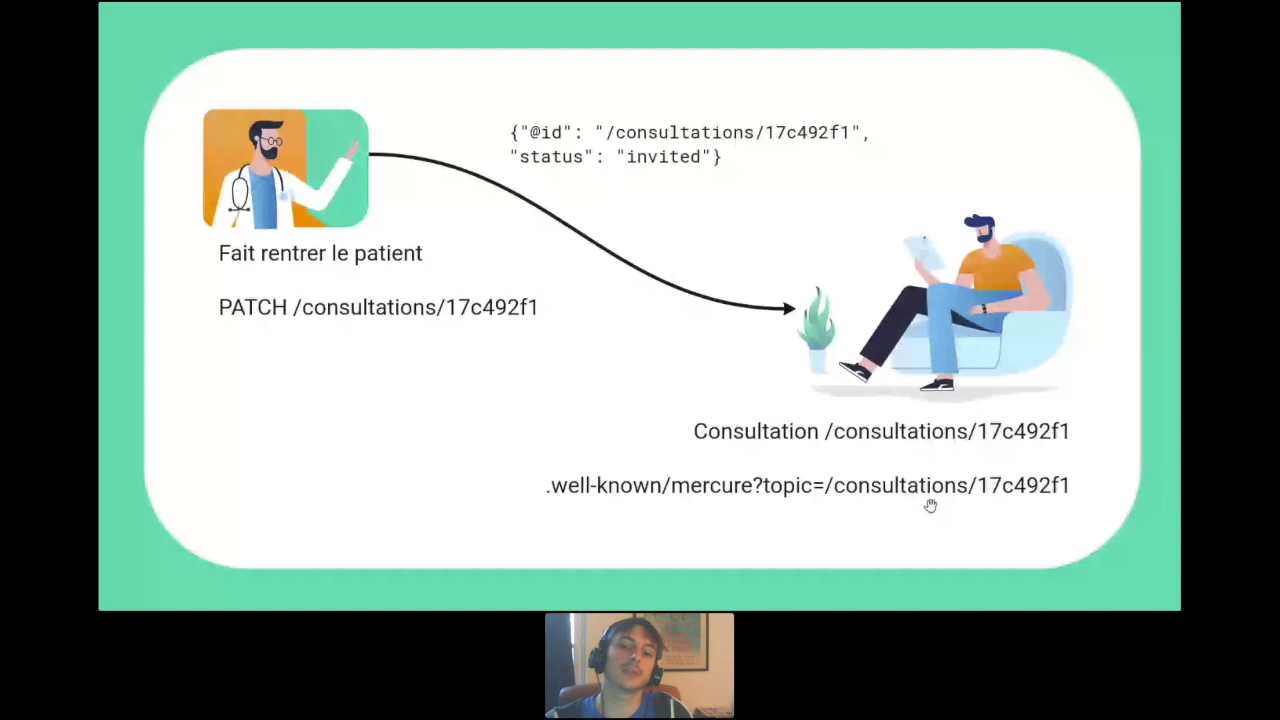 {"@id": "/consultations/17c492f1",
"status": "invited"}
Fait rentrer le patient
PATCH /consultations/17c492f1
Consultation /consultations/17c492f1
.well-known/mercure?topic=/consultations/17c492f1